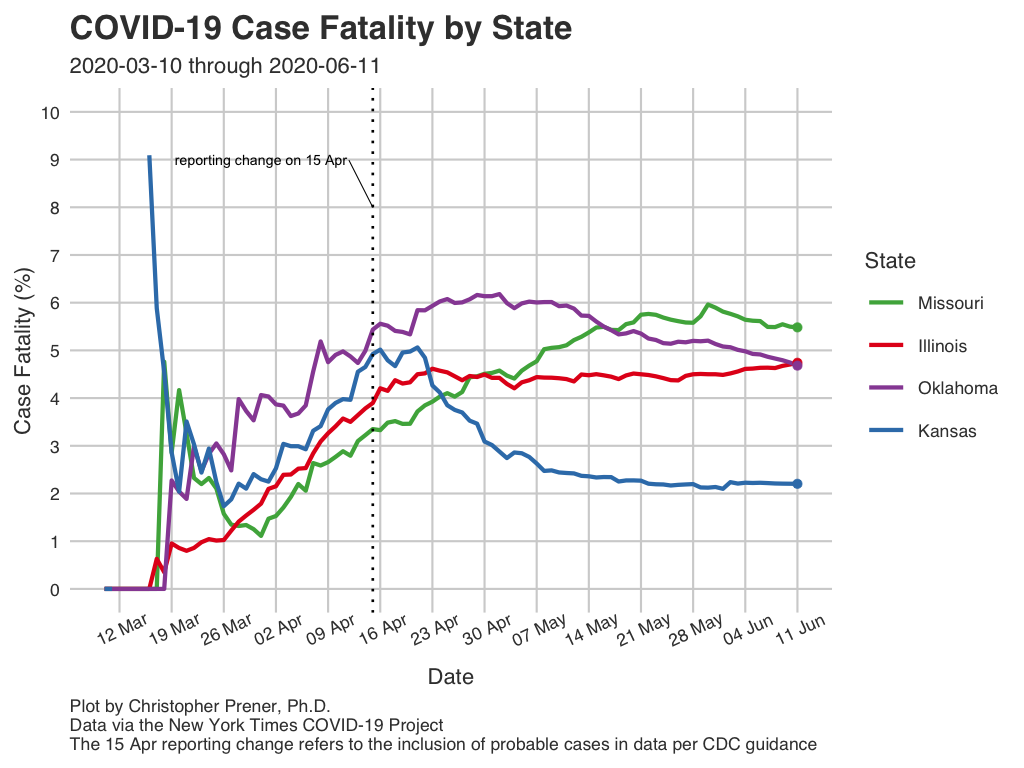 COVID-19 Case Fatality by State
2020-03-10 through 2020-06-11
10
9
8
7
6
5
4
3
2
1
0
Case Fatality (%)
reporting change on 15 Apr
12 Mar
19 Mar
26 Mar
02 Apr
09 Apr
16 Apr
23 Apr
30 Apr
07 May
14 May
21 May
28 May
04 Jun
11 Jun
Date
State
Missouri
Illinois
Oklahoma
Kansas
Plot by Christopher Prener, Ph.D.
Data via the New York Times COVID-19 Project
The 15 Apr reporting change refers to the inclusion of probable cases in data per CDC guidance